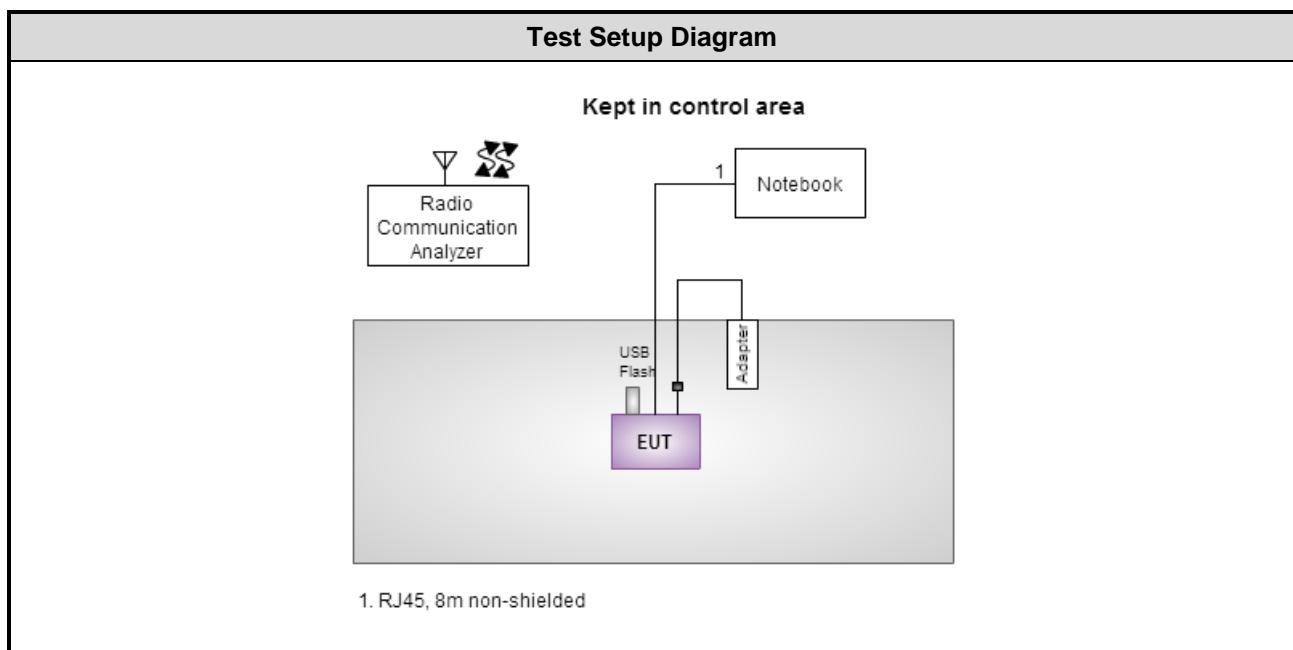 Test Setup Diagram
Kept in control area
Radio
Communication
Analyzer
1
Notebook
USB
Flash
Adapter
EUT
1. RJ45, 8m non-shielded